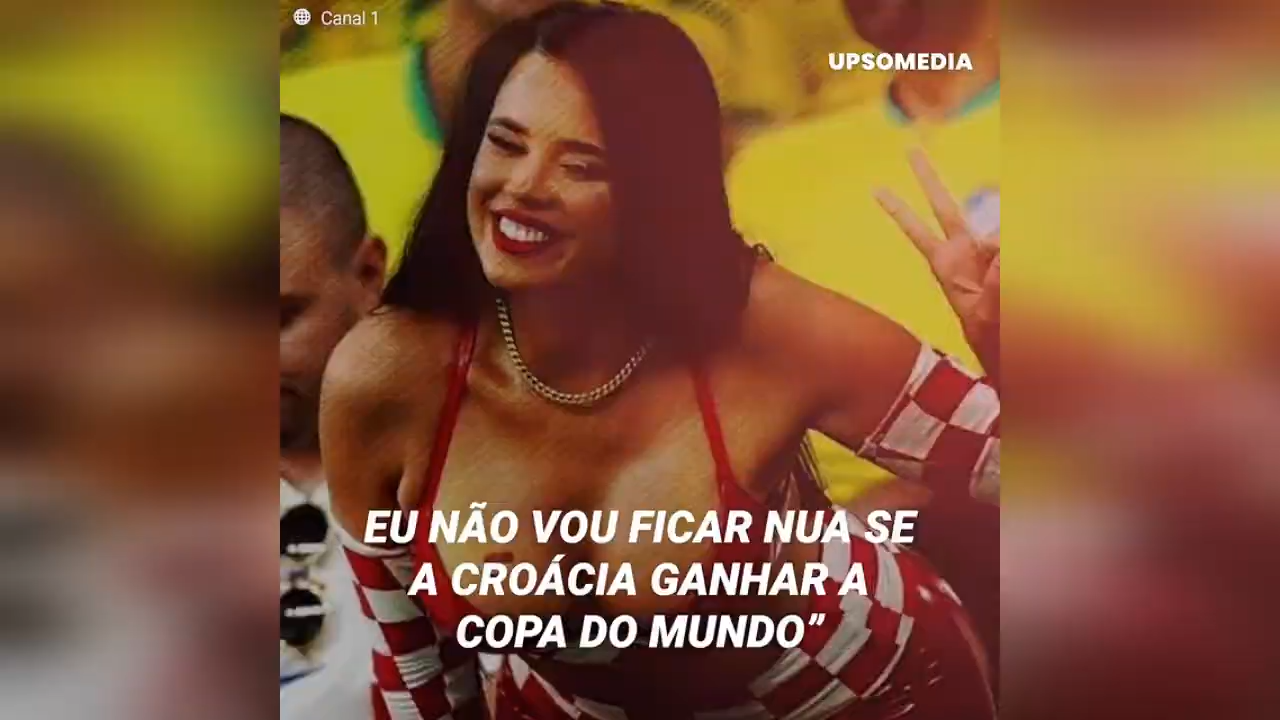 Canal 1
UPSOMEDIA
EU NÃO VOU FICAR NUA SE
A CROÁCIA GANHAR A
COPA DO MUNDO”